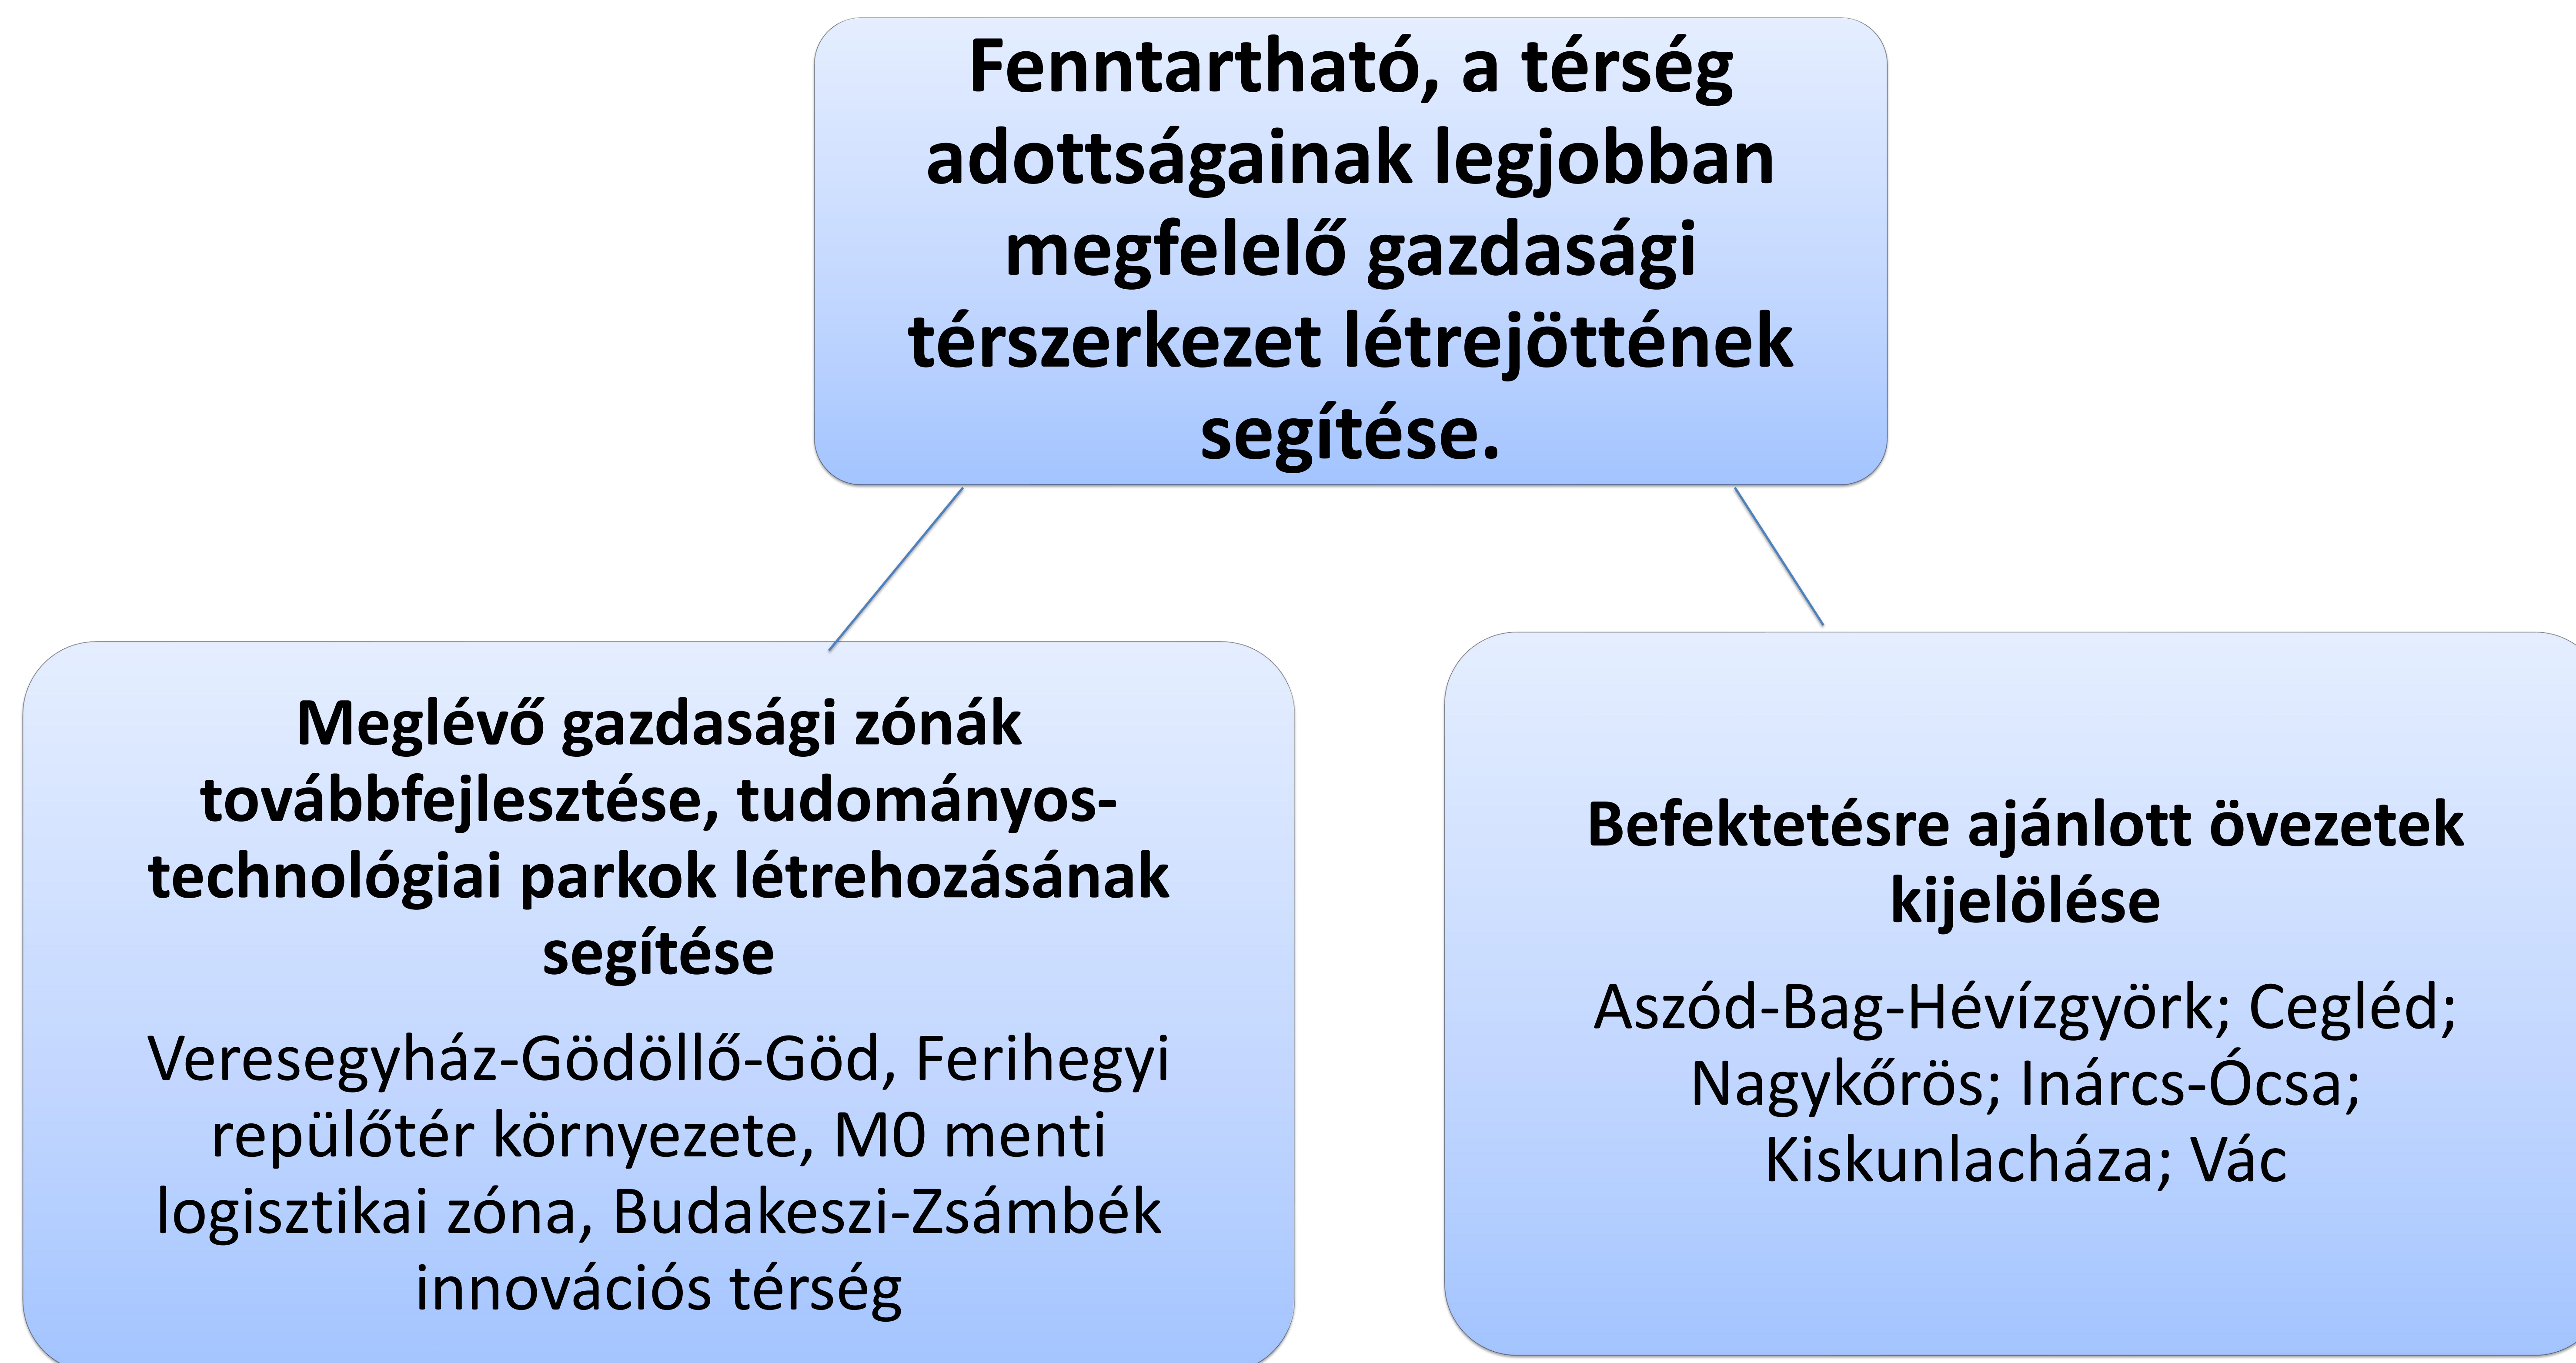 Fenntartható, a térség
adottságainak legjobban
megfelelő gazdasági
térszerkezet létrejöttének
segítése.
Meglévő gazdasági zónák
továbbfejlesztése, tudományos-
technológiai parkok létrehozásának
segítése
Veresegyház-Gödöllő-Göd, Ferihegyi
repülőtér környezete, M0 menti
logisztikai zóna, Budakeszi-Zsámbék
innovációs térség
Befektetésre ajánlott övezetek
kijelölése
Aszód-Bag-Hévízgyörk; Cegléd;
Nagykőrös; Inárcs-Ócsa;
Kiskunlacháza; Vác